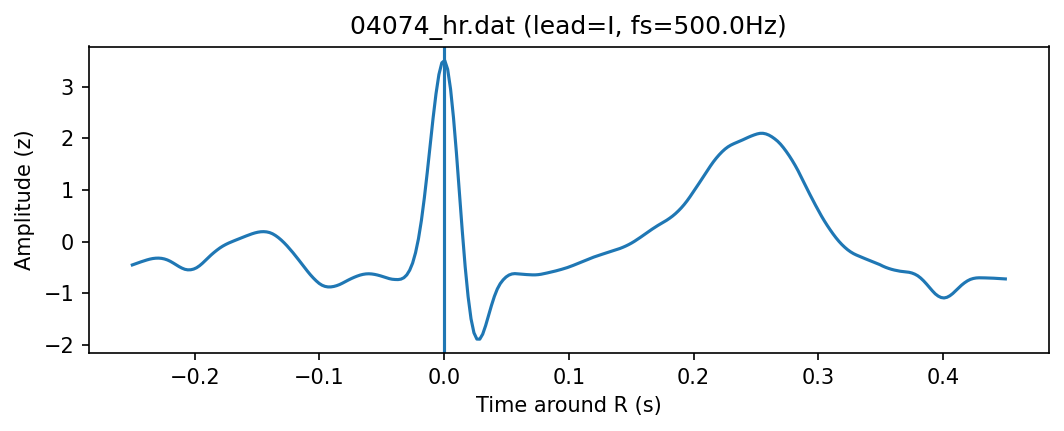 04074_hr.dat (lead=I, fs=500.0Hz)
Amplitude (z)
3
2
1
0
−1
−2
−0.2 −0.1 0.0 0.1 0.2 0.3 0.4
Time around R (s)